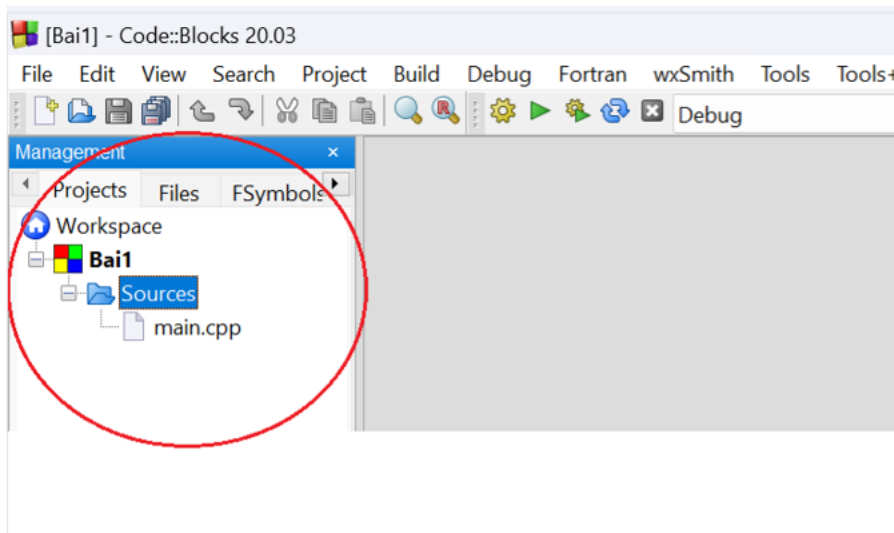 [Bai1] - Code::Blocks 20.03
File Edit View Search Project Build Debug Fortran wxSmith Tools Tools+
Debug
Management ×
Projects Files FSymbols
Workspace
Bai1
Sources
main.cpp